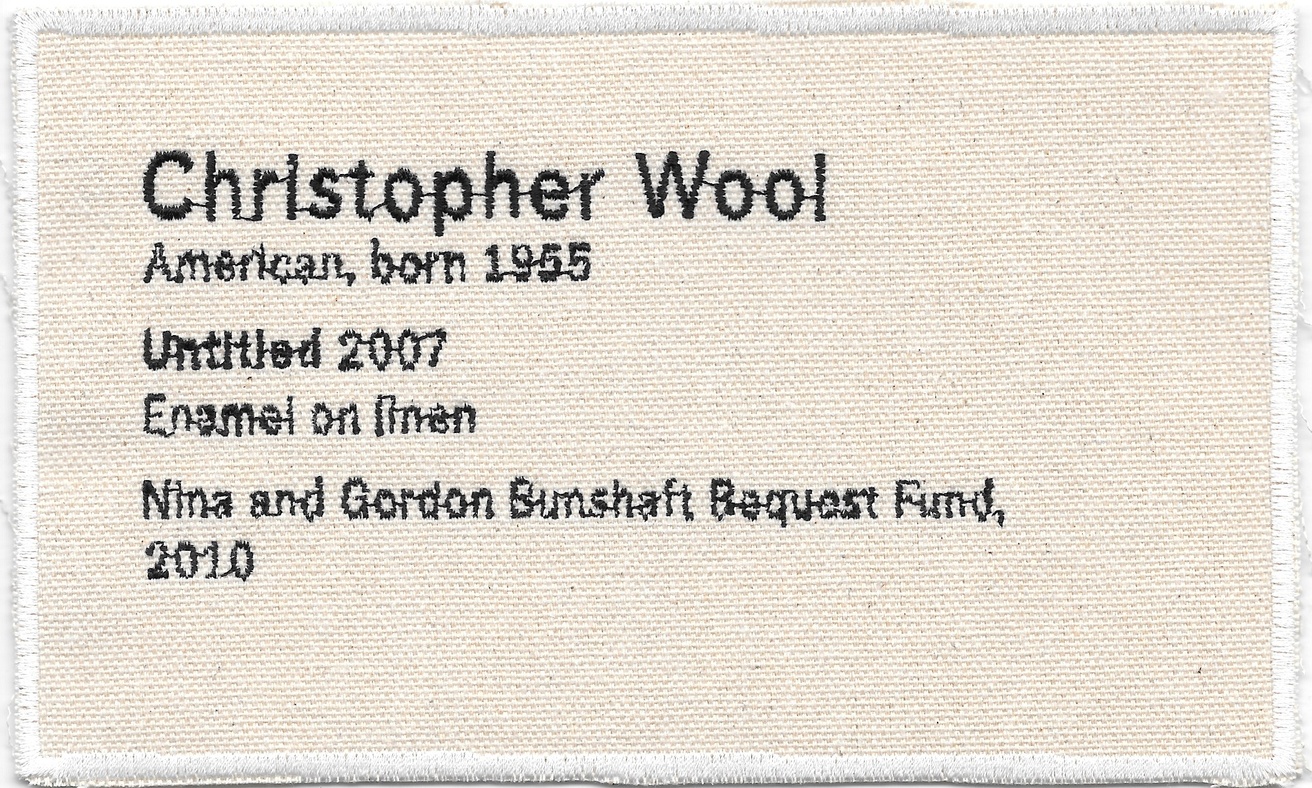 Christopher Wool
American, born 1955
Untitled 2007
Enamel on linen
Nina and Gordon Bunshaft Bequest Fund,
2010